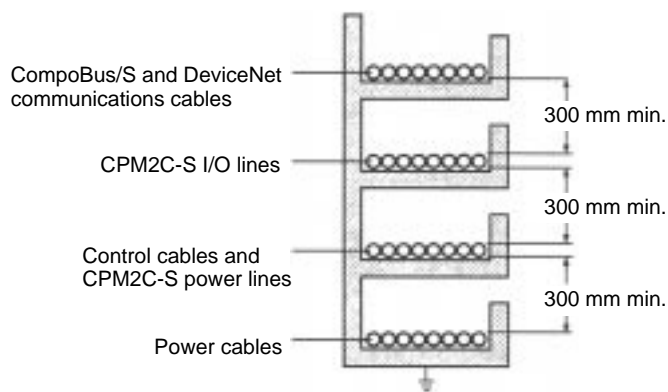 CompoBus/S and DeviceNet
communications cables
300 mm min.
CPM2C-S I/O lines
300 mm min.
Control cables and
CPM2C-S power lines
300 mm min.
Power cables